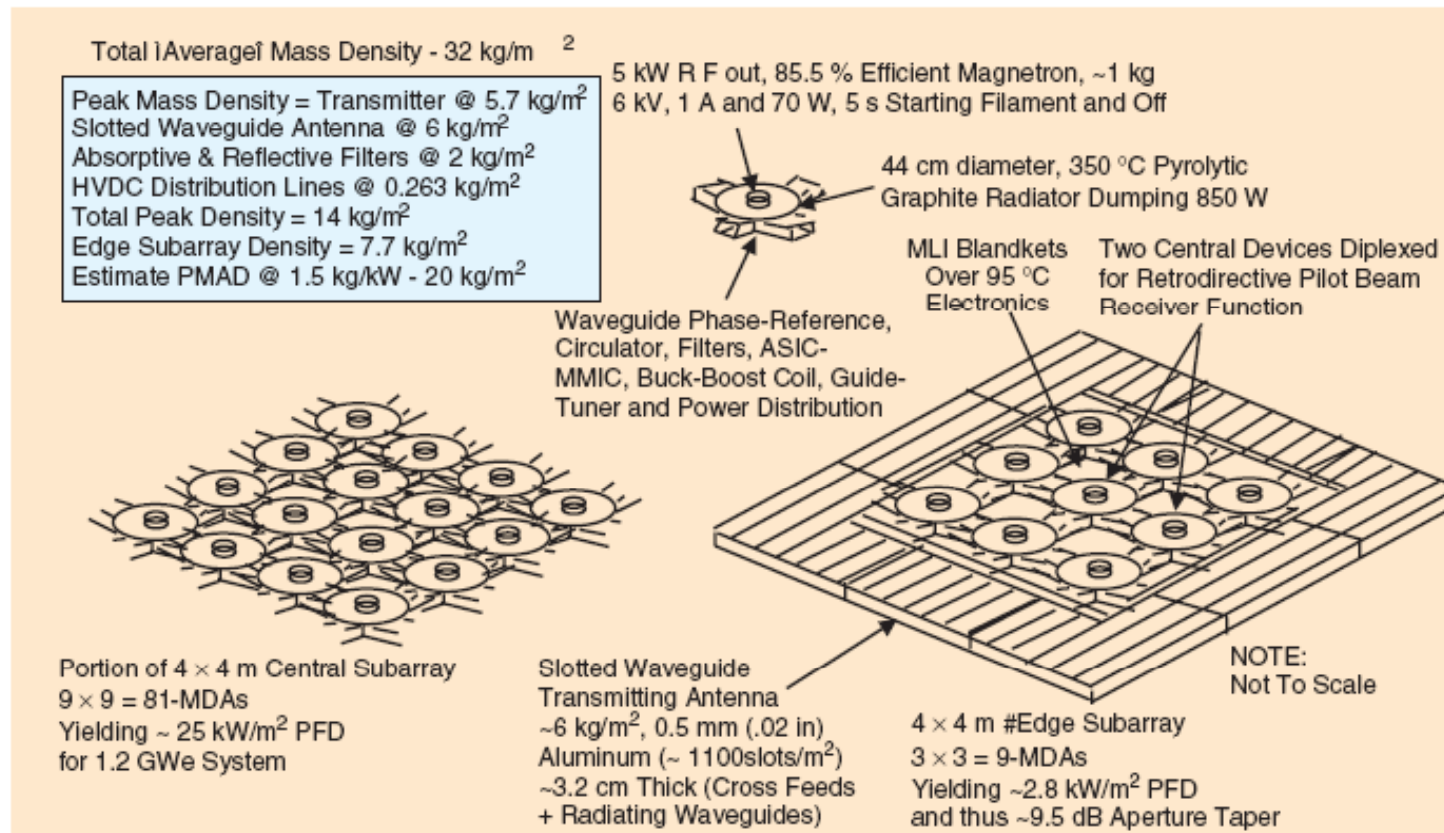 Total ìAverageî Mass Density - 32 kg/m 2
Peak Mass Density = Transmitter @ 5.7 kg/m2
Slotted Waveguide Antenna @ 6 kg/m2
Absorptive & Reflective Filters @ 2 kg/m2
HVDC Distribution Lines @ 0.263 kg/m2
Total Peak Density = 14 kg/m2
Edge Subarray Density = 7.7 kg/m2
Estimate PMAD @ 1.5 kg/kW - 20 kg/m2
5 kW R F out, 85.5 % Efficient Magnetron, ~1 kg
6 kV, 1 A and 70 W, 5 s Starting Filament and Off
44 cm diameter, 350 °C Pyrolytic
Graphite Radiator Dumping 850 W
MLI Blandkets
Over 95 °C
Electronics
Two Central Devices Diplexed
for Retrodirective Pilot Beam
Receiver Function
Waveguide Phase-Reference,
Circulator, Filters, ASIC-
MMIC, Buck-Boost Coil, Guide-
Tuner and Power Distribution
Portion of 4 × 4 m Central Subarray
9 × 9 = 81-MDAs
Yielding ~ 25 kW/m2 PFD
for 1.2 GWe System
Slotted Waveguide
Transmitting Antenna
~6 kg/m2, 0.5 mm (.02 in)
Aluminum (~ 1100slots/m2)
~3.2 cm Thick (Cross Feeds
+ Radiating Waveguides)
NOTE:
Not To Scale
4 × 4 m #Edge Subarray
3 × 3 = 9-MDAs
Yielding ~2.8 kW/m2 PFD
and thus ~9.5 dB Aperture Taper